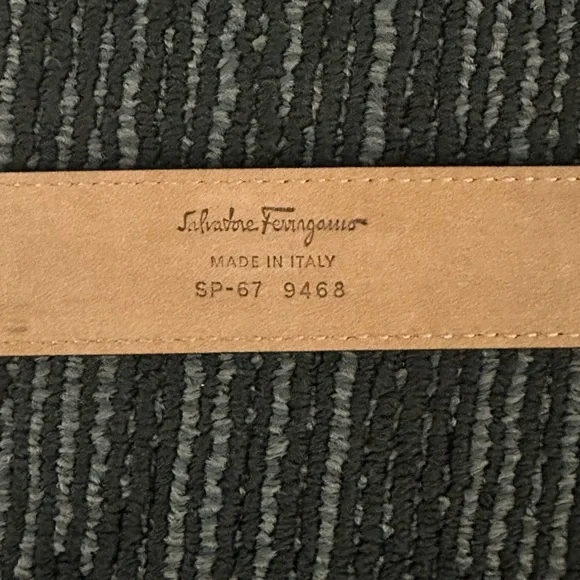 Salvatore Ferragamo
MADE IN ITALY
SP-67 9468